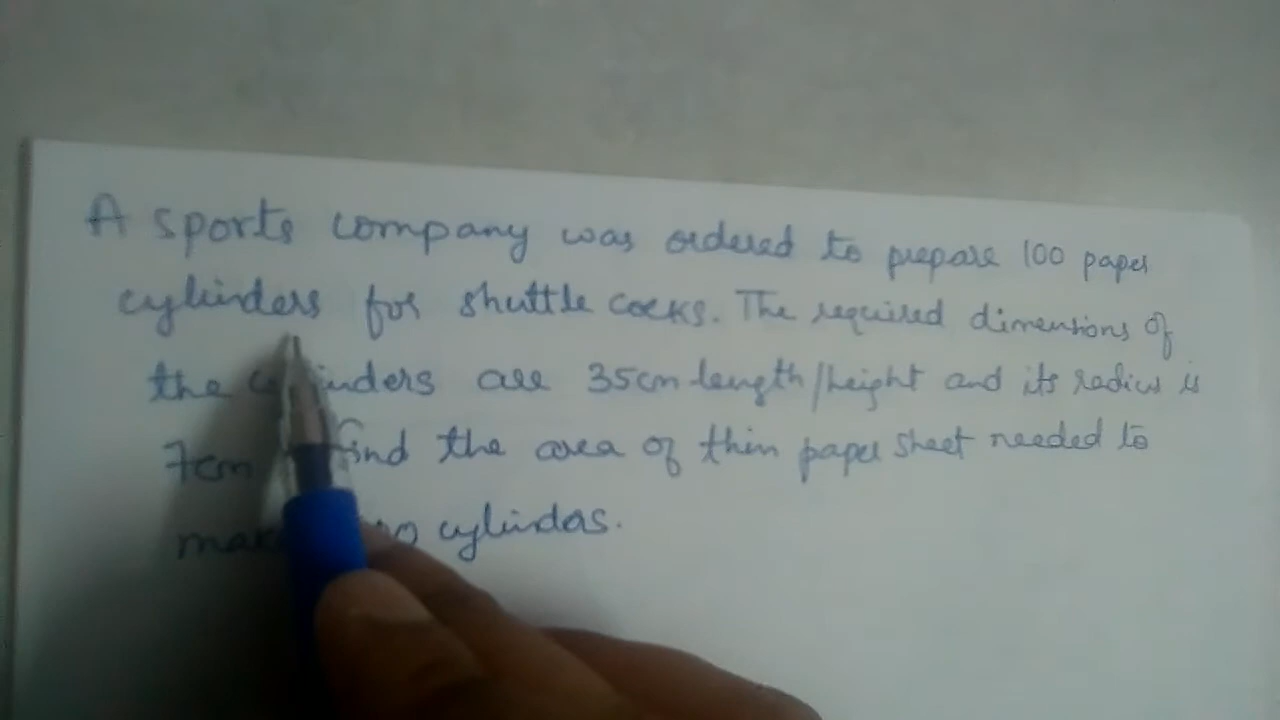 A sports company was ordered to prepare 100 paper
cylinders for shuttle cocks. The required dimensions of
the cylinders are 35cm length/height and its radius is
7cm find the area of thin paper sheet needed to
cylindas.